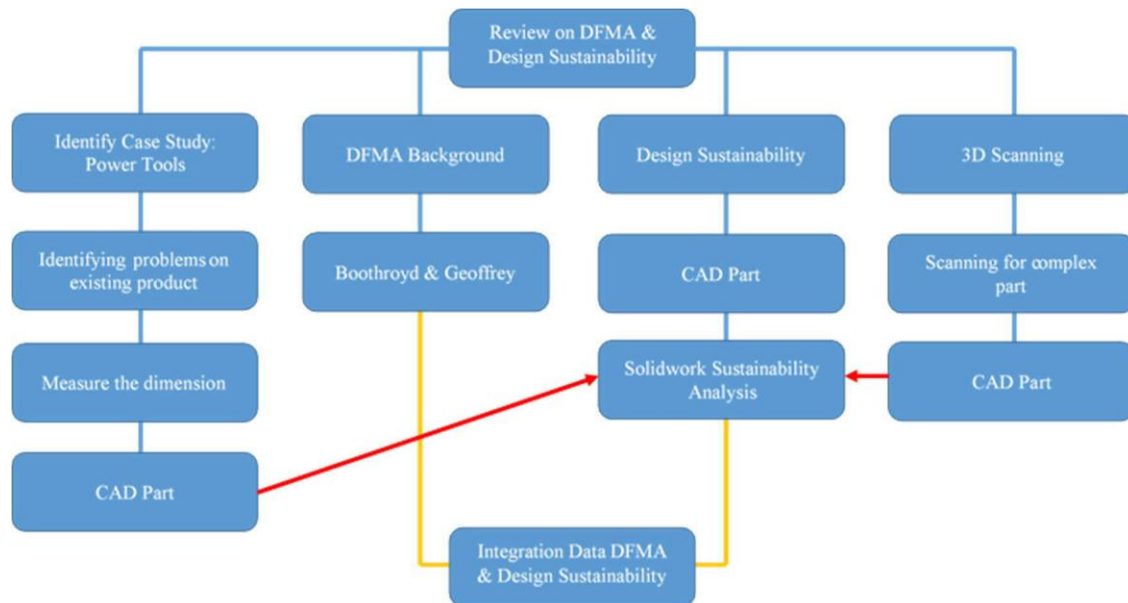 Review on DFMA &
Design Sustainability
Identify Case Study:
Power Tools
DFMA Background
Design Sustainability
3D Scanning
Identifying problems on
existing product
Boothroyd & Geoffrey
CAD Part
Scanning for complex
part
Measure the dimension
Solidwork Sustainability
Analysis
CAD Part
CAD Part
Integration Data DFMA
& Design Sustainability